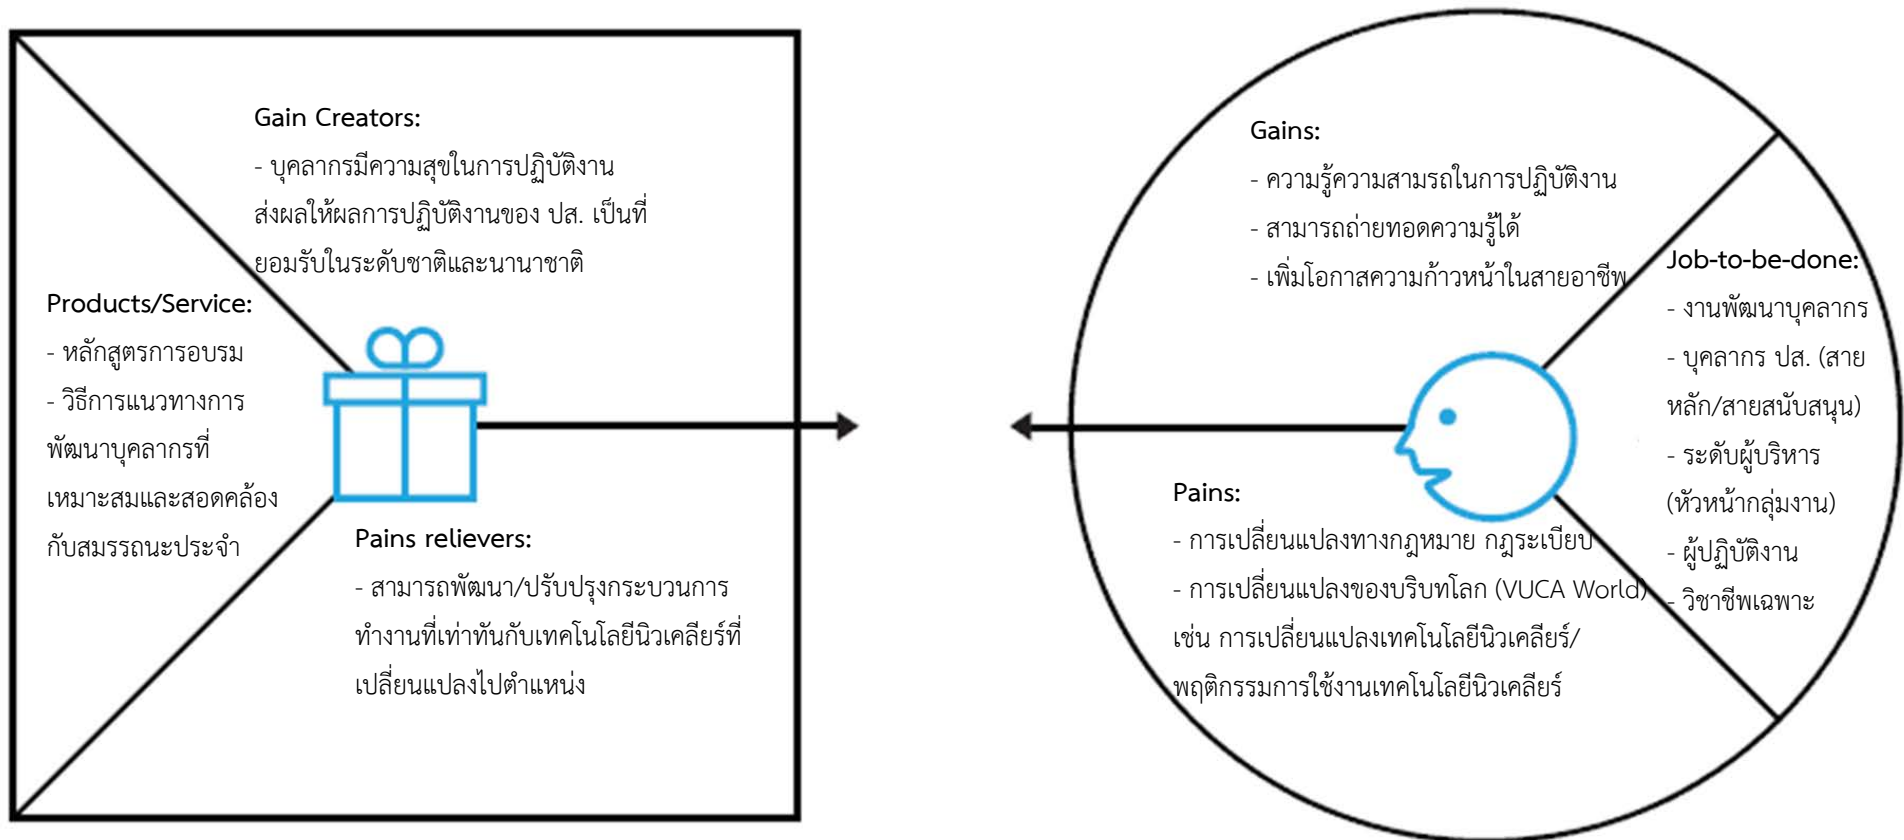 Gain Creators:
- บุคลากรมีความสุขในการปฏิบัติงาน
ส่งผลให้ผลการปฏิบัติงานของ ปส. เป็นที่
ยอมรับในระดับชาติและนานาชาติ
Products/Service:
- หลักสูตรการอบรม
- วิธีการแนวทางการ
พัฒนาบุคลากรที่
เหมาะสมและสอดคล้อง
กับสมรรถนะประจำ
Pains relievers:
- สามารถพัฒนา/ปรับปรุงกระบวนการ
ทำงานที่เท่าทันกับเทคโนโลยีนิวเคลียร์ที่
เปลี่ยนแปลงไปตำแหน่ง
Gains:
- ความรู้ความสามรถในการปฏิบัติงาน
- สามารถถ่ายทอดความรู้ได้
- เพิ่มโอกาสความก้าวหน้าในสายอาชีพ
Job-to-be-done:
- งานพัฒนาบุคลากร
- บุคลากร ปส. (สาย
หลัก/สายสนับสนุน)
- ระดับผู้บริหาร
(หัวหน้ากลุ่มงาน)
- ผู้ปฏิบัติงาน
- วิชาชีพเฉพาะ
Pains:
- การเปลี่ยนแปลงทางกฎหมาย กฎระเบียบ
- การเปลี่ยนแปลงของบริบทโลก (VUCA World)
เช่น การเปลี่ยนแปลงเทคโนโลยีนิวเคลียร์/
พฤติกรรมการใช้งานเทคโนโลยีนิวเคลียร์